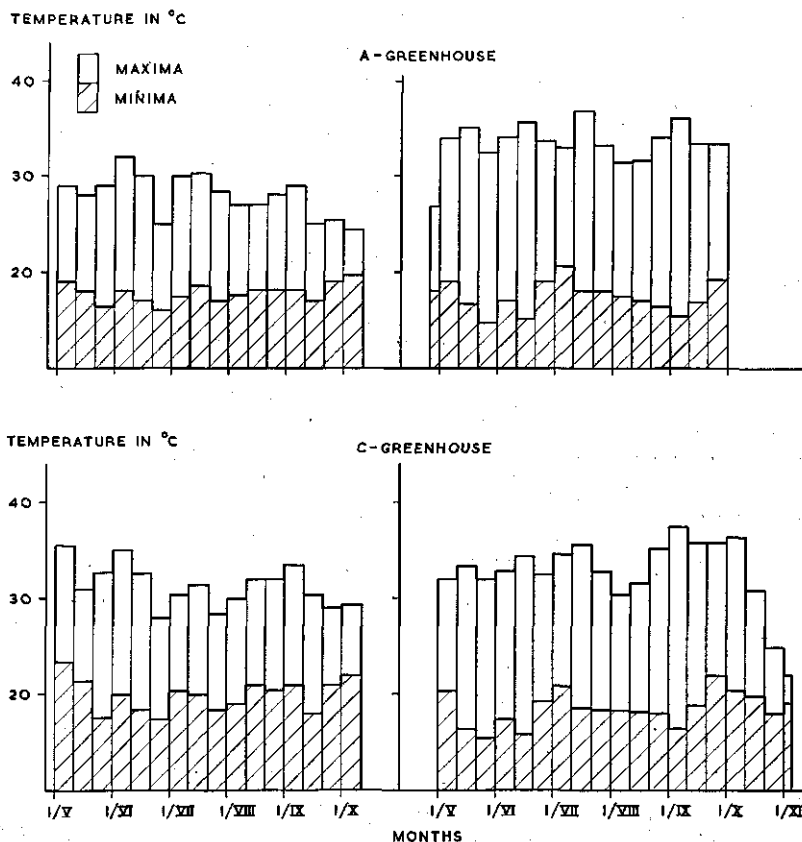 TEMPERATURE IN °C
A-GREENHOUSE
MAXIMA
MIÑIMA
40
30
20
TEMPERATURE IN °C
C-GREENHOUSE
40
30
20
1/V 1/VI 1/VII 1/VIII 1/IX 1/X 1/V 1/VI 1/VII 1/VIII 1/IX 1/X 1/XI
MONTHS